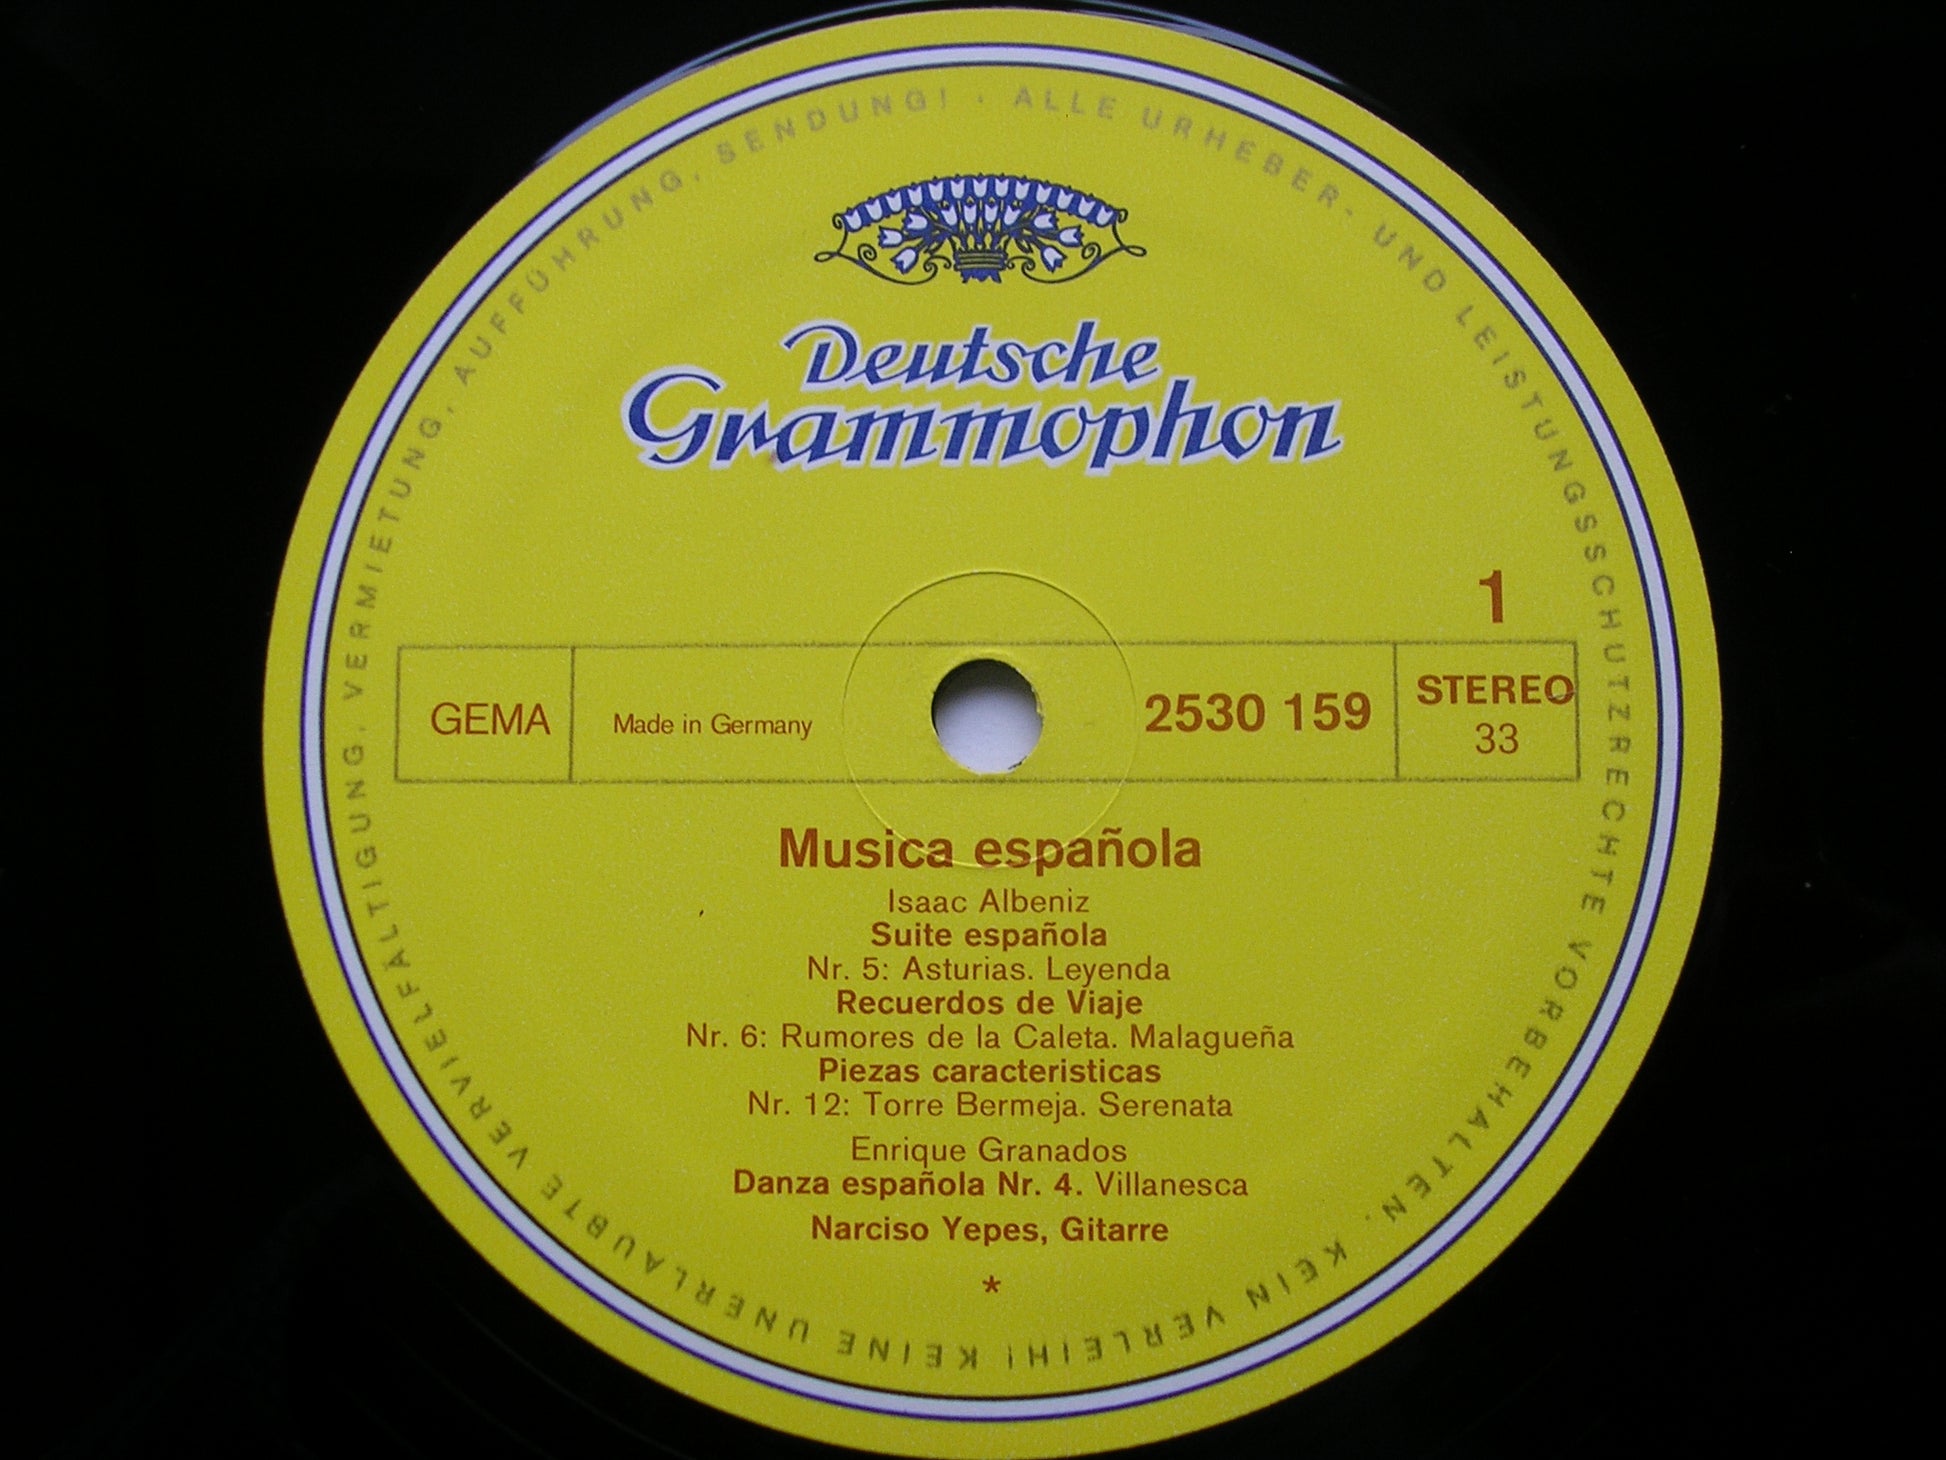 ALLE URHEBER- UND LEISTUNGSSCHUTZRECHTE VORBEHALTEN. KEIN VERLEIH! KEINE UNERLAUBTE VERVIELFÄLTIGUNG, VERMIETUNG, AUFFÜHRUNG, SENDUNG! ·
Deutsche
Grammophon
1
GEMA
Made in Germany
2530 159
STEREO
33
Musica española
Isaac Albeniz
Suite española
Nr. 5: Asturias. Leyenda
Recuerdos de Viaje
Nr. 6: Rumores de la Caleta. Malagueña
Piezas caracteristicas
Nr. 12: Torre Bermeja. Serenata
Enrique Granados
Danza española Nr. 4. Villanesca
Narciso Yepes, Gitarre
*